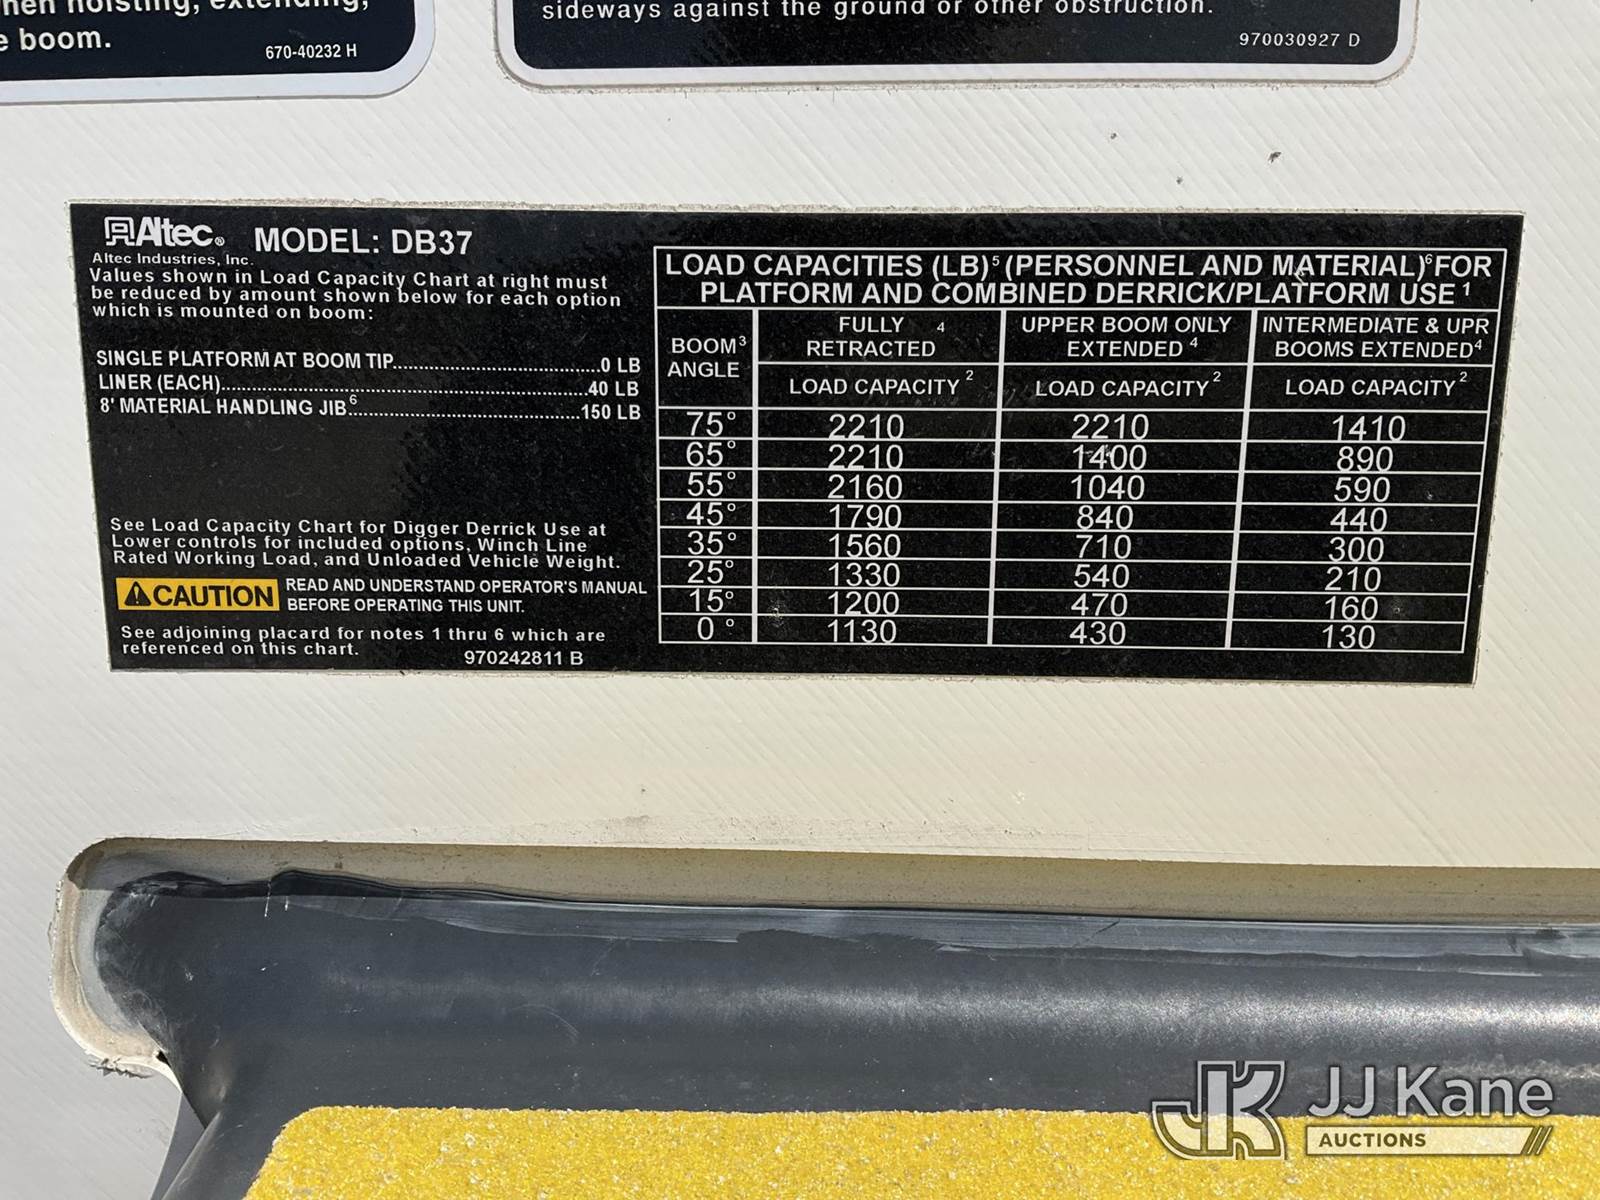 hen hoisting, extending,
e boom.
670-40232 H
sideways against the ground or other obstruction.
970030927 D
Altec®
MODEL: DB37
Altec Industries, Inc.
Values shown in Load Capacity Chart at right must
be reduced by amount shown below for each option
which is mounted on boom:
SINGLE PLATFORM AT BOOM TIP....................................0 LB
LINER (EACH)................................................................40 LB
8' MATERIAL HANDLING JIB⁶........................................150 LB
See Load Capacity Chart for Digger Derrick Use at
Lower controls for included options, Winch Line
Rated Working Load, and Unloaded Vehicle Weight.
CAUTION
READ AND UNDERSTAND OPERATOR'S MANUAL
BEFORE OPERATING THIS UNIT.
See adjoining placard for notes 1 thru 6 which are
referenced on this chart.
970242811 B
LOAD CAPACITIES (LB)⁵ (PERSONNEL AND MATERIAL)⁶ FOR
PLATFORM AND COMBINED DERRICK/PLATFORM USE ¹
BOOM³ ANGLE
FULLY RETRACTED ⁴
UPPER BOOM ONLY EXTENDED ⁴
INTERMEDIATE & UPR BOOMS EXTENDED⁴
LOAD CAPACITY ² LOAD CAPACITY ² LOAD CAPACITY ²
75° 2210 2210 1410
65° 2210 1400 890
55° 2160 1040 590
45° 1790 840 440
35° 1560 710 300
25° 1330 540 210
15° 1200 470 160
0° 1130 430 130
JK JJ Kane
AUCTIONS